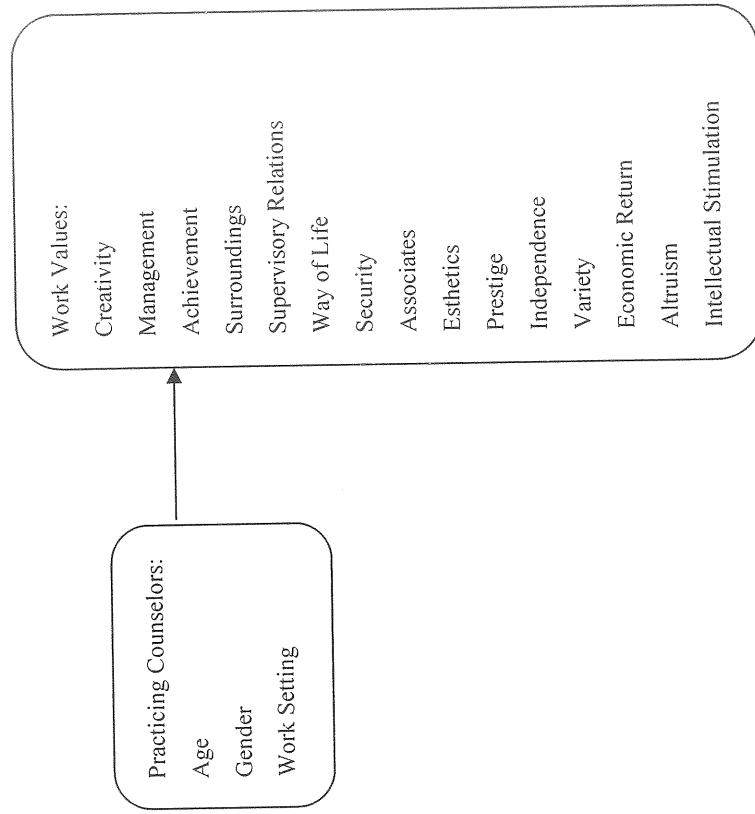 Practicing Counselors:
Age
Gender
Work Setting
Work Values:
Creativity
Management
Achievement
Surroundings
Supervisory Relations
Way of Life
Security
Associates
Esthetics
Prestige
Independence
Variety
Economic Return
Altruism
Intellectual Stimulation